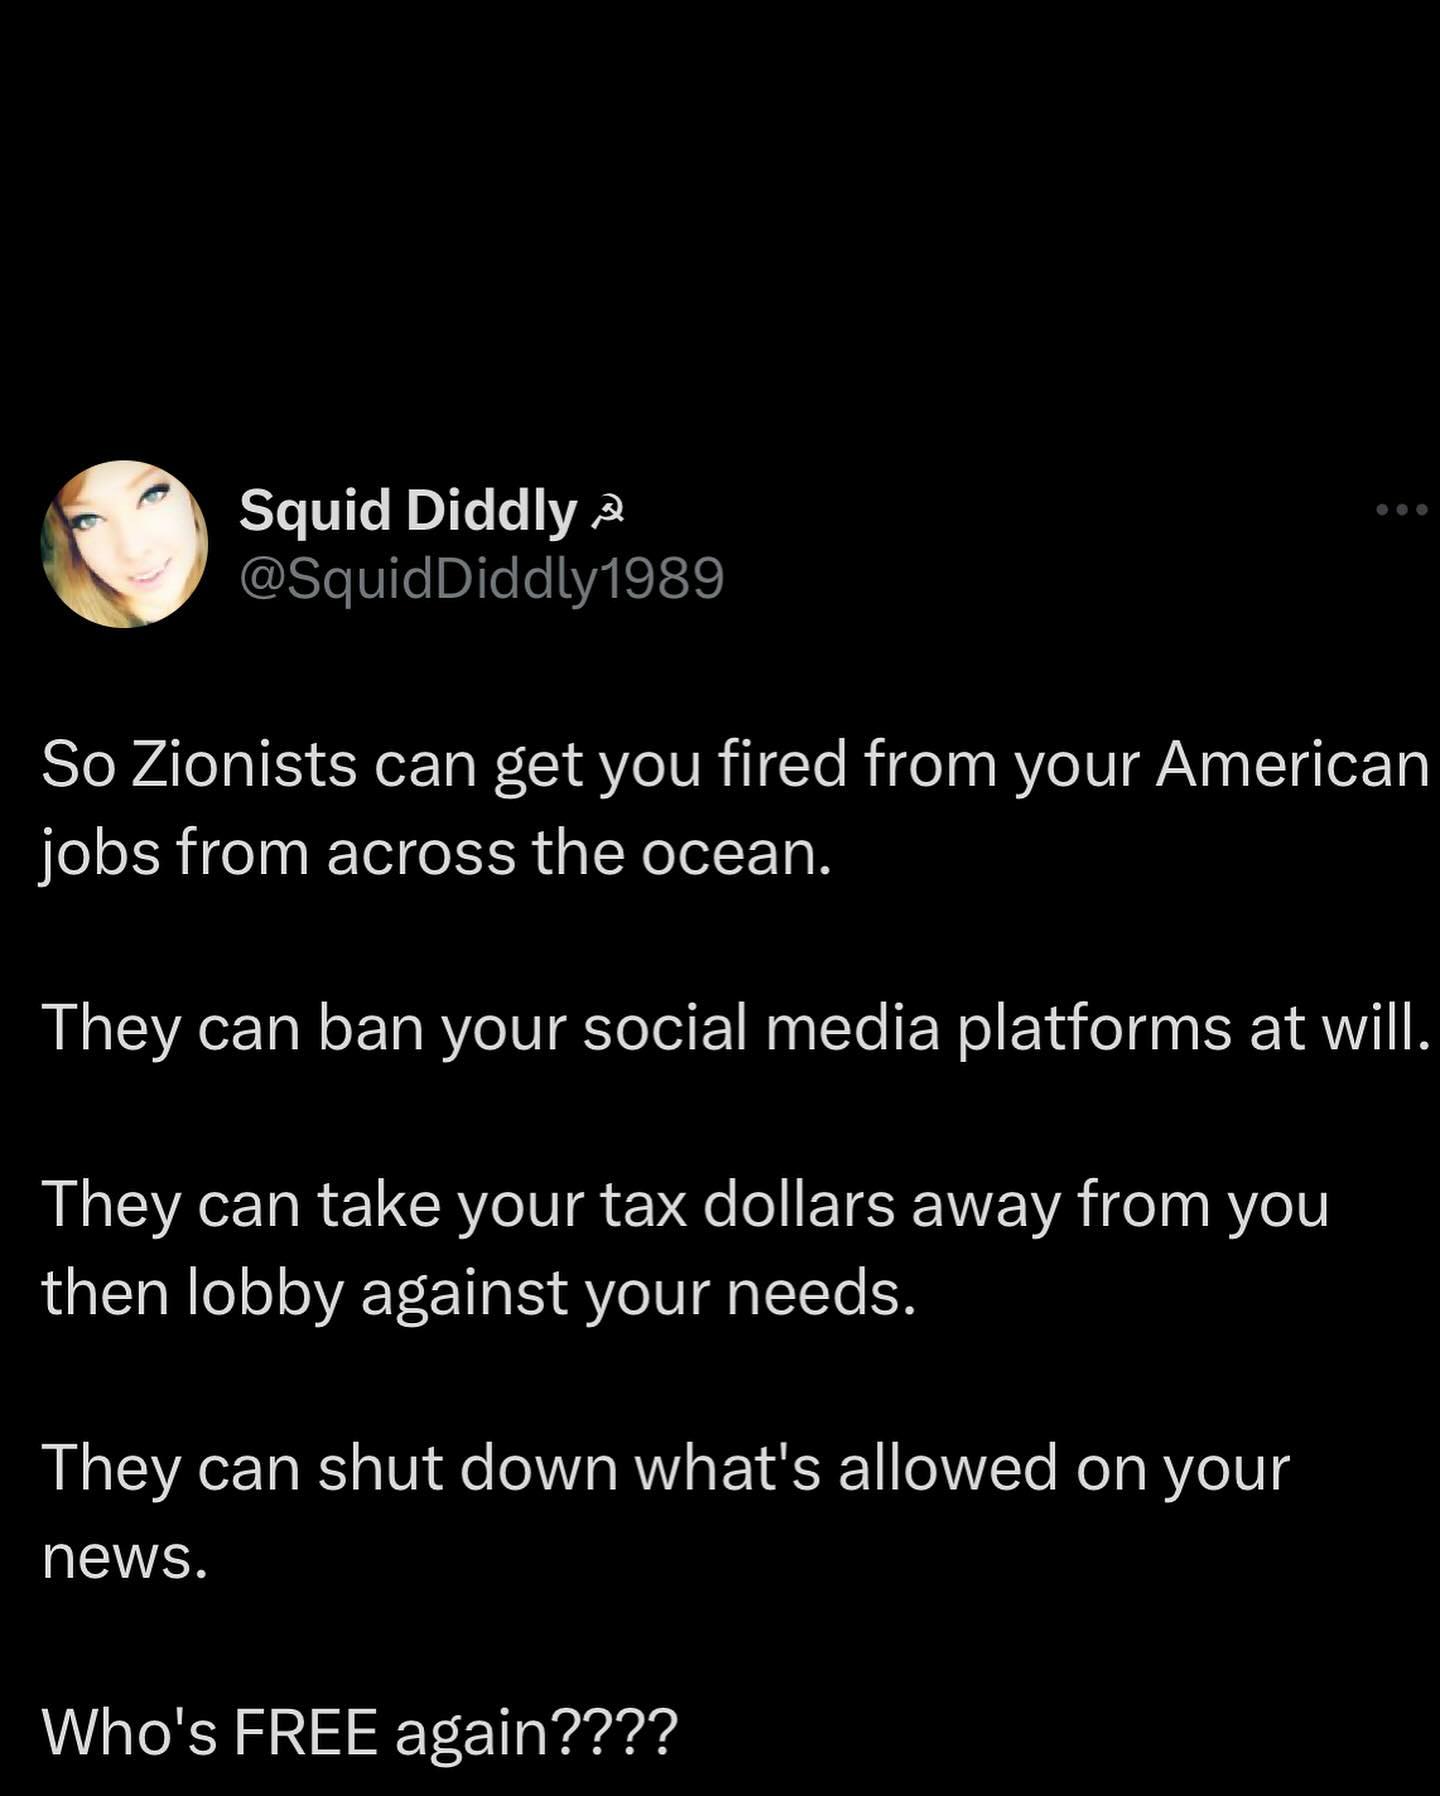 Squid Diddly ☭
@SquidDiddly1989
So Zionists can get you fired from your American
jobs from across the ocean.
They can ban your social media platforms at will.
They can take your tax dollars away from you
then lobby against your needs.
They can shut down what's allowed on your
news.
Who's FREE again????